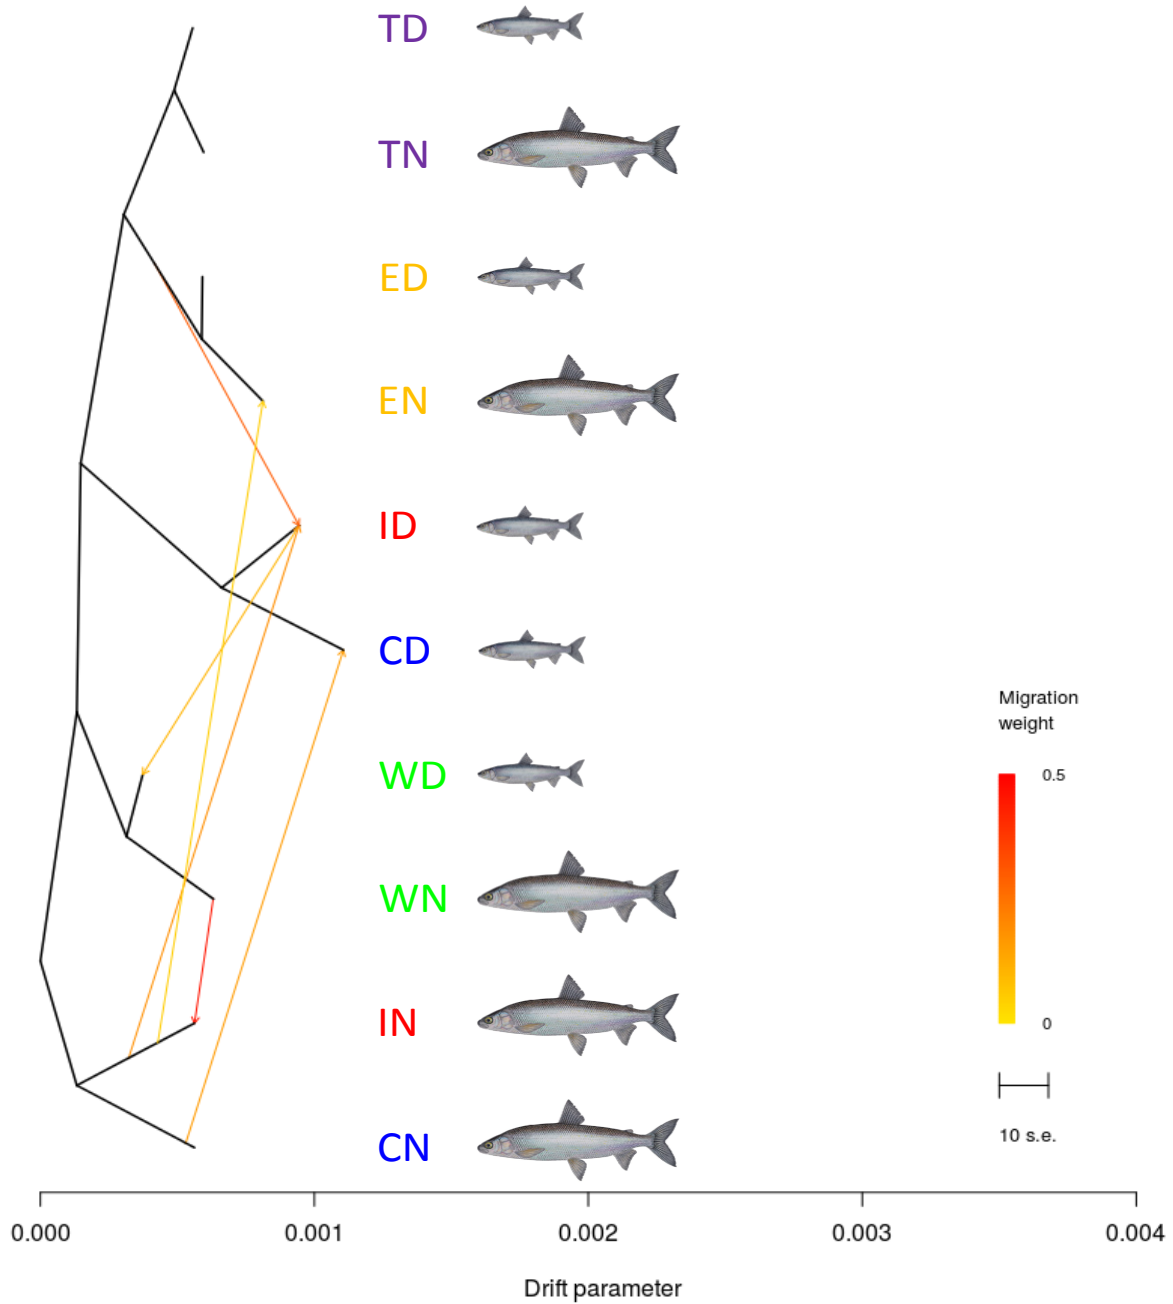 TD
TN
ED
EN
ID
CD
WD
WN
IN
CN
Migration
weight
0.5
0
10 s.e.
0.000 0.001 0.002 0.003 0.004
Drift parameter